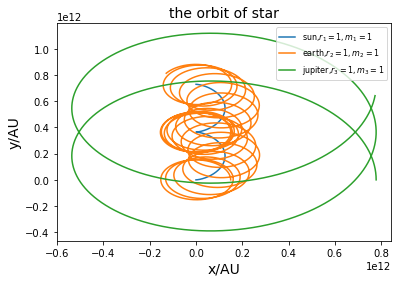 the orbit of star
1e12
sun,r₁ = 1, m₁ = 1
earth,r₂ = 1, m₂ = 1
jupiter,r₃ = 1, m₃ = 1
y/AU
1.0
0.8
0.6
0.4
0.2
0.0
−0.2
−0.4
−0.6 −0.4 −0.2 0.0 0.2 0.4 0.6 0.8
1e12
x/AU